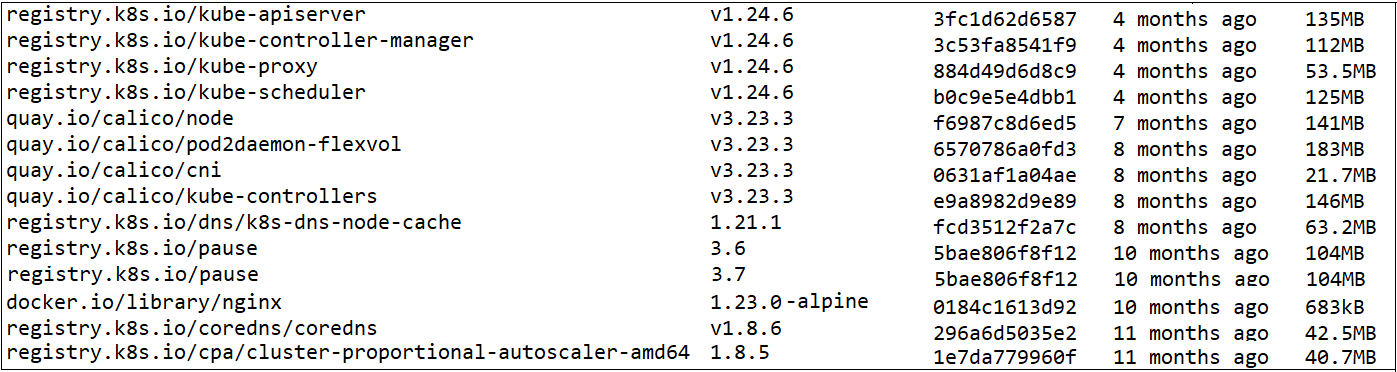 registry.k8s.io/kube-apiserver v1.24.6 3fc1d62d6587 4 months ago 135MB
registry.k8s.io/kube-controller-manager v1.24.6 3c53fa8541f9 4 months ago 112MB
registry.k8s.io/kube-proxy v1.24.6 884d49d6d8c9 4 months ago 53.5MB
registry.k8s.io/kube-scheduler v1.24.6 b0c9e5e4dbb1 4 months ago 125MB
quay.io/calico/node v3.23.3 f6987c8d6ed5 7 months ago 141MB
quay.io/calico/pod2daemon-flexvol v3.23.3 6570786a0fd3 8 months ago 183MB
quay.io/calico/cni v3.23.3 0631af1a04ae 8 months ago 21.7MB
quay.io/calico/kube-controllers v3.23.3 e9a8982d9e89 8 months ago 146MB
registry.k8s.io/dns/k8s-dns-node-cache 1.21.1 fcd3512f2a7c 8 months ago 63.2MB
registry.k8s.io/pause 3.6 5bae806f8f12 10 months ago 104MB
registry.k8s.io/pause 3.7 5bae806f8f12 10 months ago 104MB
docker.io/library/nginx 1.23.0-alpine 0184c1613d92 10 months ago 683kB
registry.k8s.io/coredns/coredns v1.8.6 296a6d5035e2 11 months ago 42.5MB
registry.k8s.io/cpa/cluster-proportional-autoscaler-amd64 1.8.5 1e7da779960f 11 months ago 40.7MB